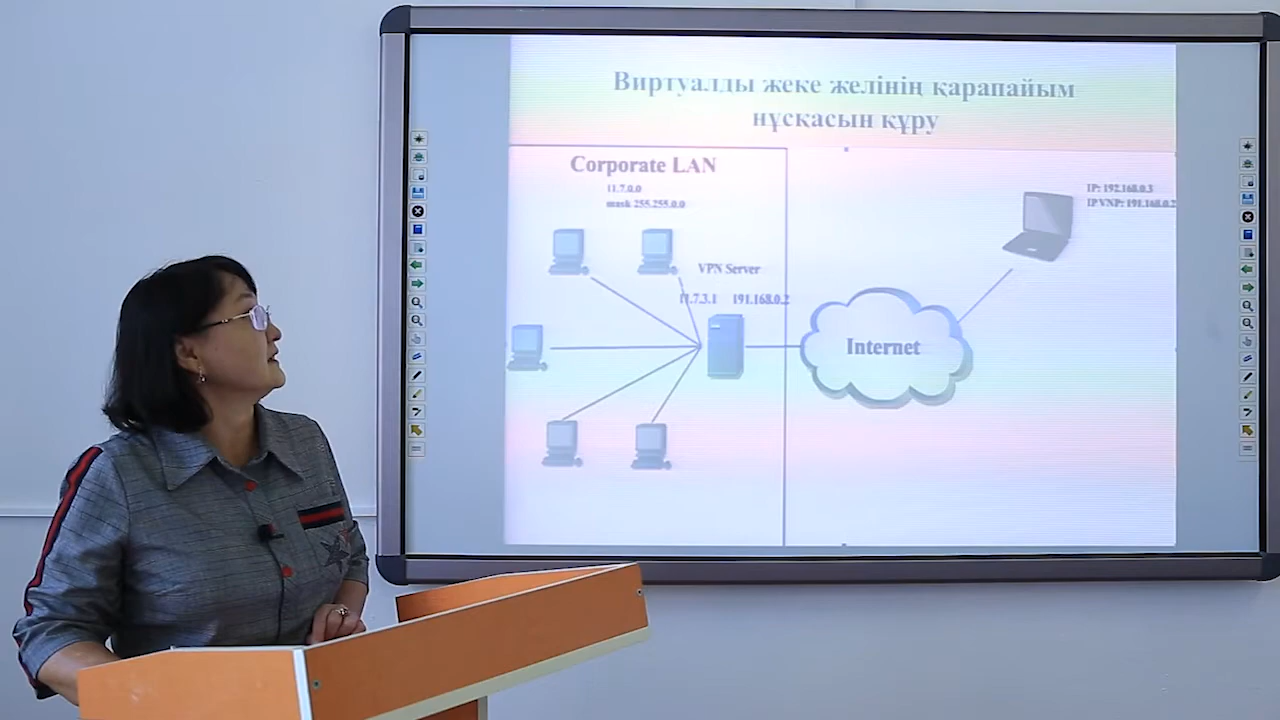 Виртуалды жеке желінің қарапайым
нұсқасын құру
Corporate LAN
11.7.0.0
mask 255.255.0.0
IP: 192.168.0.3
IP VNP: 191.168.0.2
VPN Server
11.7.3.1 191.168.0.2
Internet